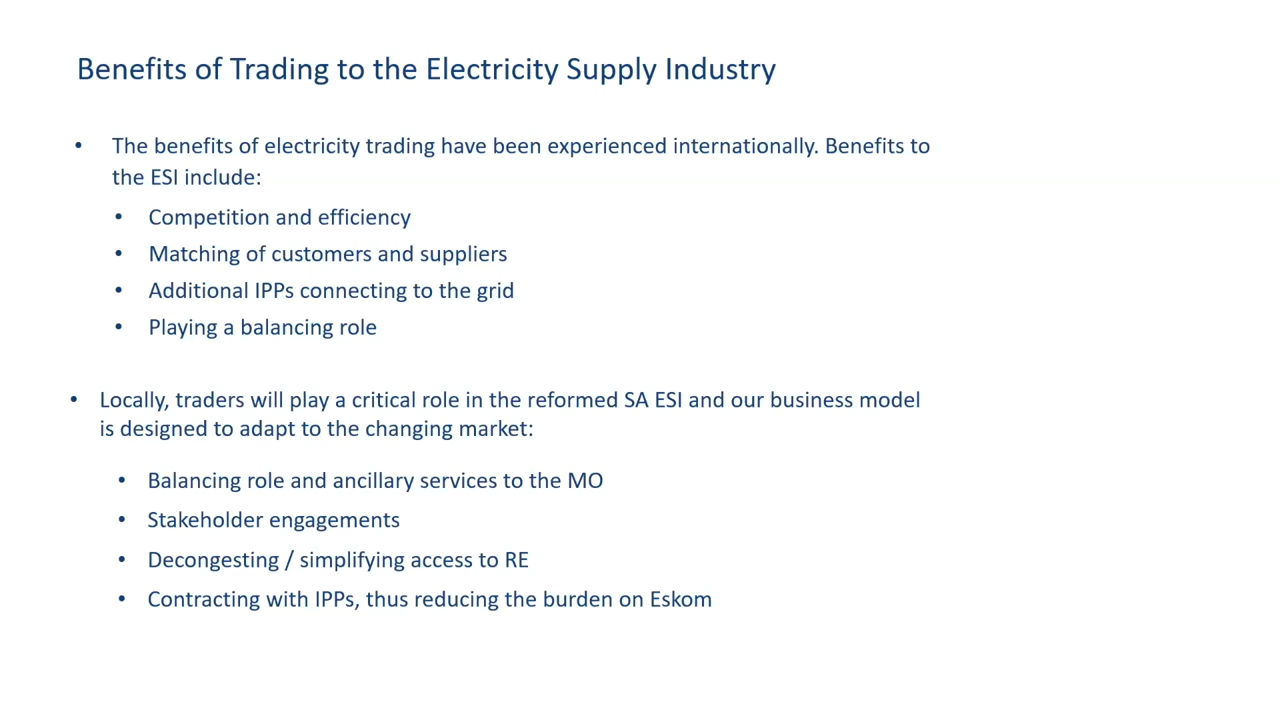 Benefits of Trading to the Electricity Supply Industry
• The benefits of electricity trading have been experienced internationally. Benefits to
the ESI include:
• Competition and efficiency
• Matching of customers and suppliers
• Additional IPPs connecting to the grid
• Playing a balancing role
• Locally, traders will play a critical role in the reformed SA ESI and our business model
is designed to adapt to the changing market:
• Balancing role and ancillary services to the MO
• Stakeholder engagements
• Decongesting / simplifying access to RE
• Contracting with IPPs, thus reducing the burden on Eskom